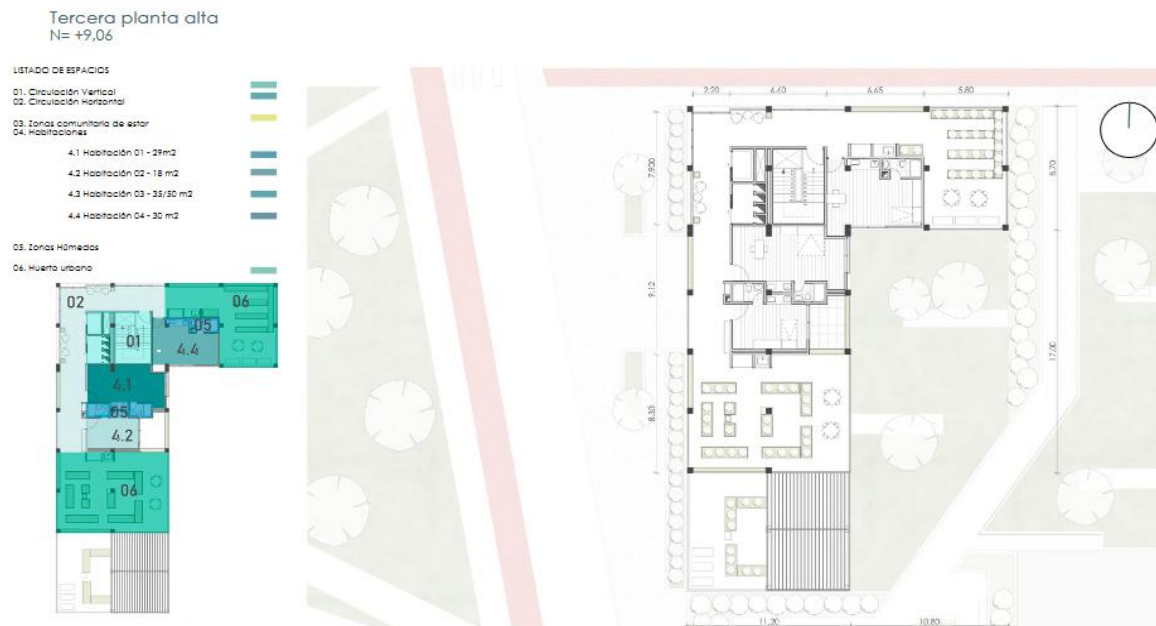 Tercera planta alta
N= +9,06
LISTADO DE ESPACIOS
01. Circulación Vertical
02. Circulación Horizontal
03. Zonas comunitaria de estar
04. Habitaciones
4.1 Habitación 01 - 29m2
4.2 Habitación 02 - 18 m2
4.3 Habitación 03 - 35/50 m2
4.4 Habitación 04 - 30 m2
05. Zonas Húmedas
06. Huerto urbano
02
06
05
01
4.4
4.1
05
4.2
06
2.20
6.60
6.65
5.80
7.920
8.70
9.12
17.00
8.50
11.20
10.80